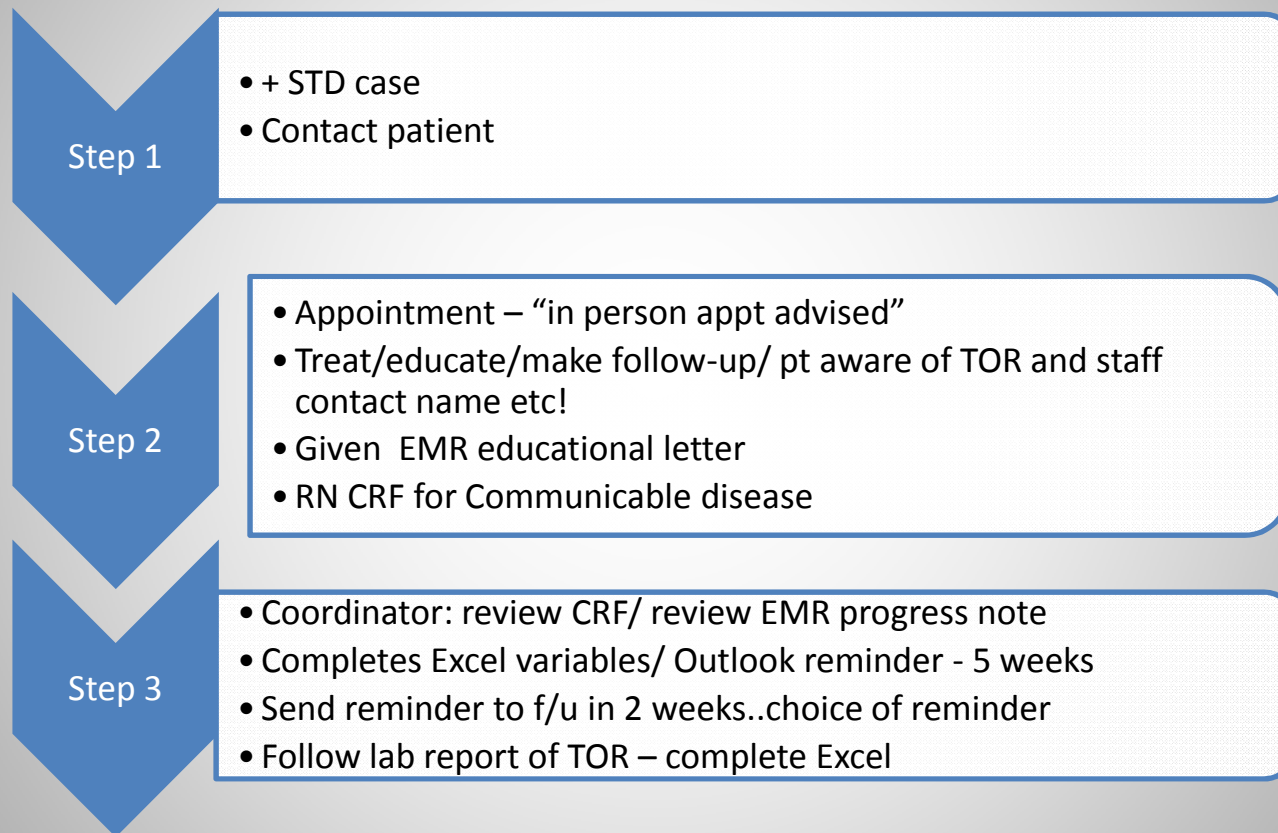 Step 1
• + STD case
• Contact patient
Step 2
• Appointment – “in person appt advised”
• Treat/educate/make follow-up/ pt aware of TOR and staff
contact name etc!
• Given  EMR educational letter
• RN CRF for Communicable disease
Step 3
• Coordinator: review CRF/ review EMR progress note
• Completes Excel variables/ Outlook reminder - 5 weeks
• Send reminder to f/u in 2 weeks..choice of reminder
• Follow lab report of TOR – complete Excel